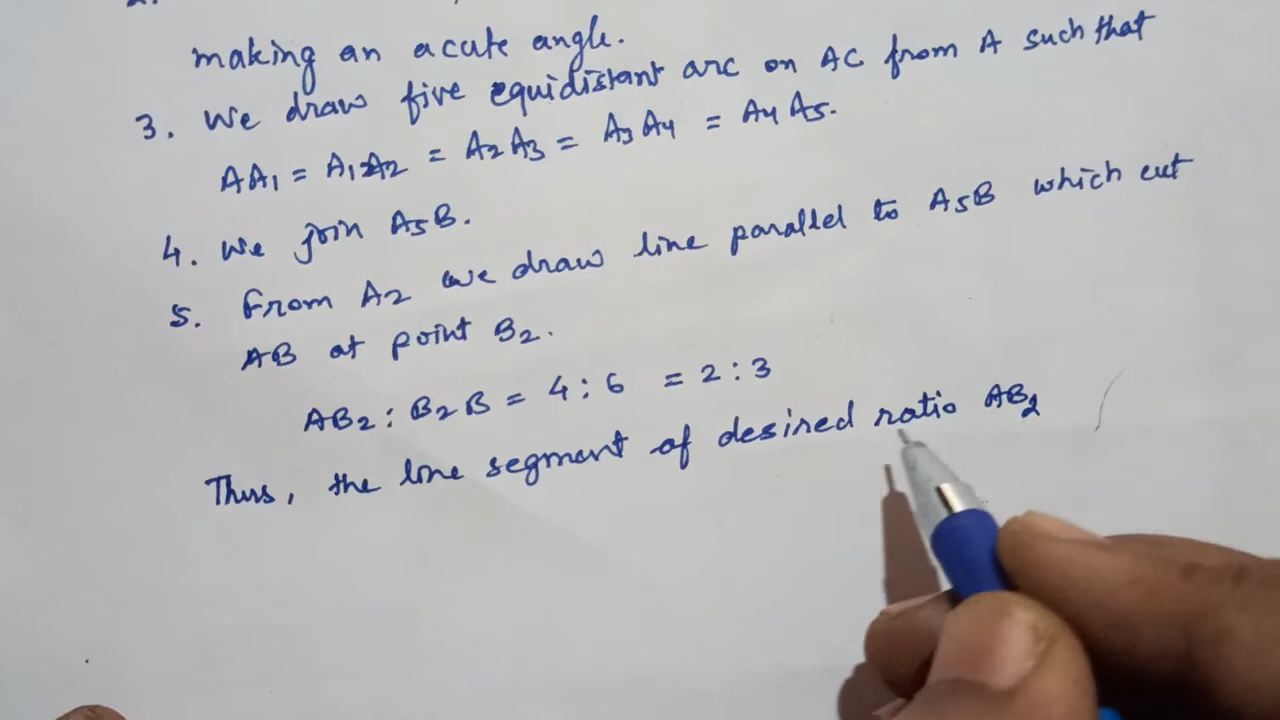 2.
making an acute angle.
3. We draw five equidistant arc on AC from A such that
AA1 = A1A2 = A2A3 = A3A4 = A4A5.
4. We join A5B.
5. From A2 we draw line parallel to A5B which cut
AB at point B2.
AB2 : B2B = 4 : 6 = 2 : 3
Thus, the line segment of desired ratio AB2